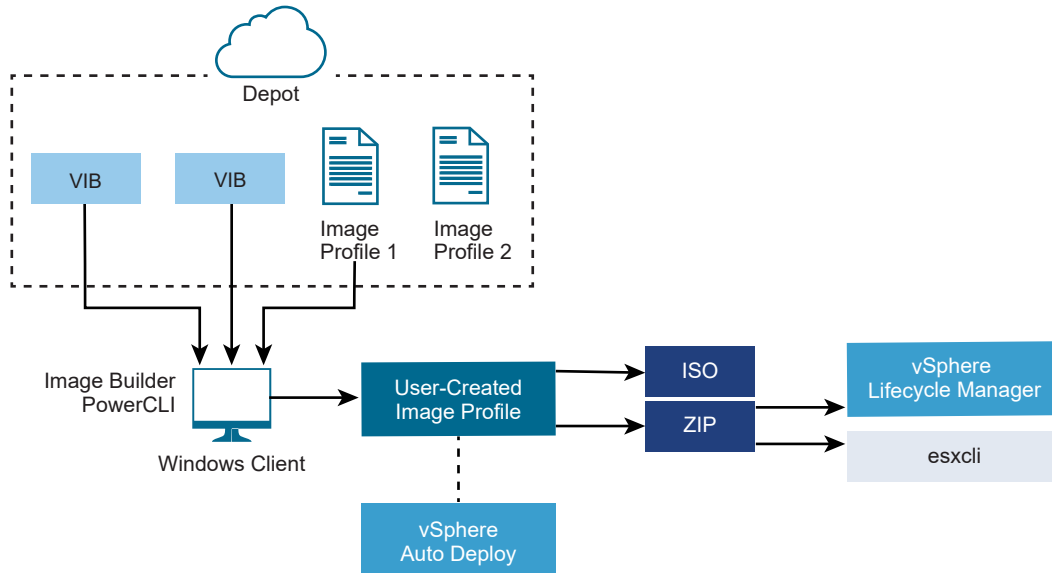 Depot
VIB
VIB
Image
Profile 1
Image
Profile 2
Image Builder
PowerCLI
Windows Client
User-Created
Image Profile
ISO
ZIP
vSphere
Lifecycle Manager
esxcli
vSphere
Auto Deploy